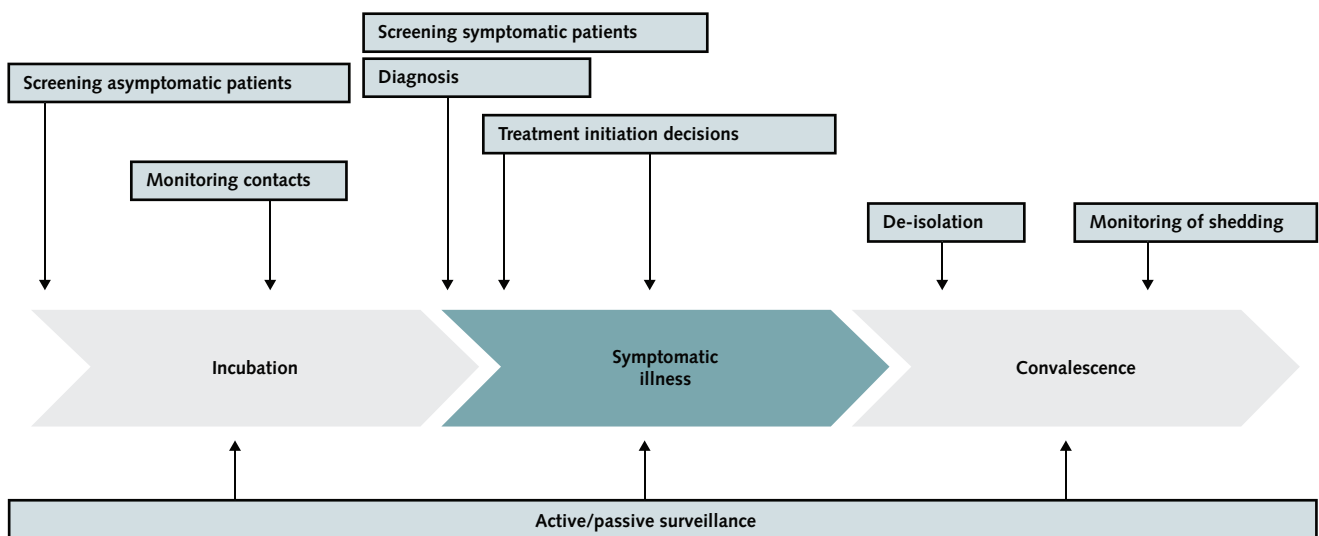 Screening symptomatic patients
Screening asymptomatic patients
Diagnosis
Treatment initiation decisions
Monitoring contacts
De-isolation
Monitoring of shedding
Incubation
Symptomatic
illness
Convalescence
Active/passive surveillance